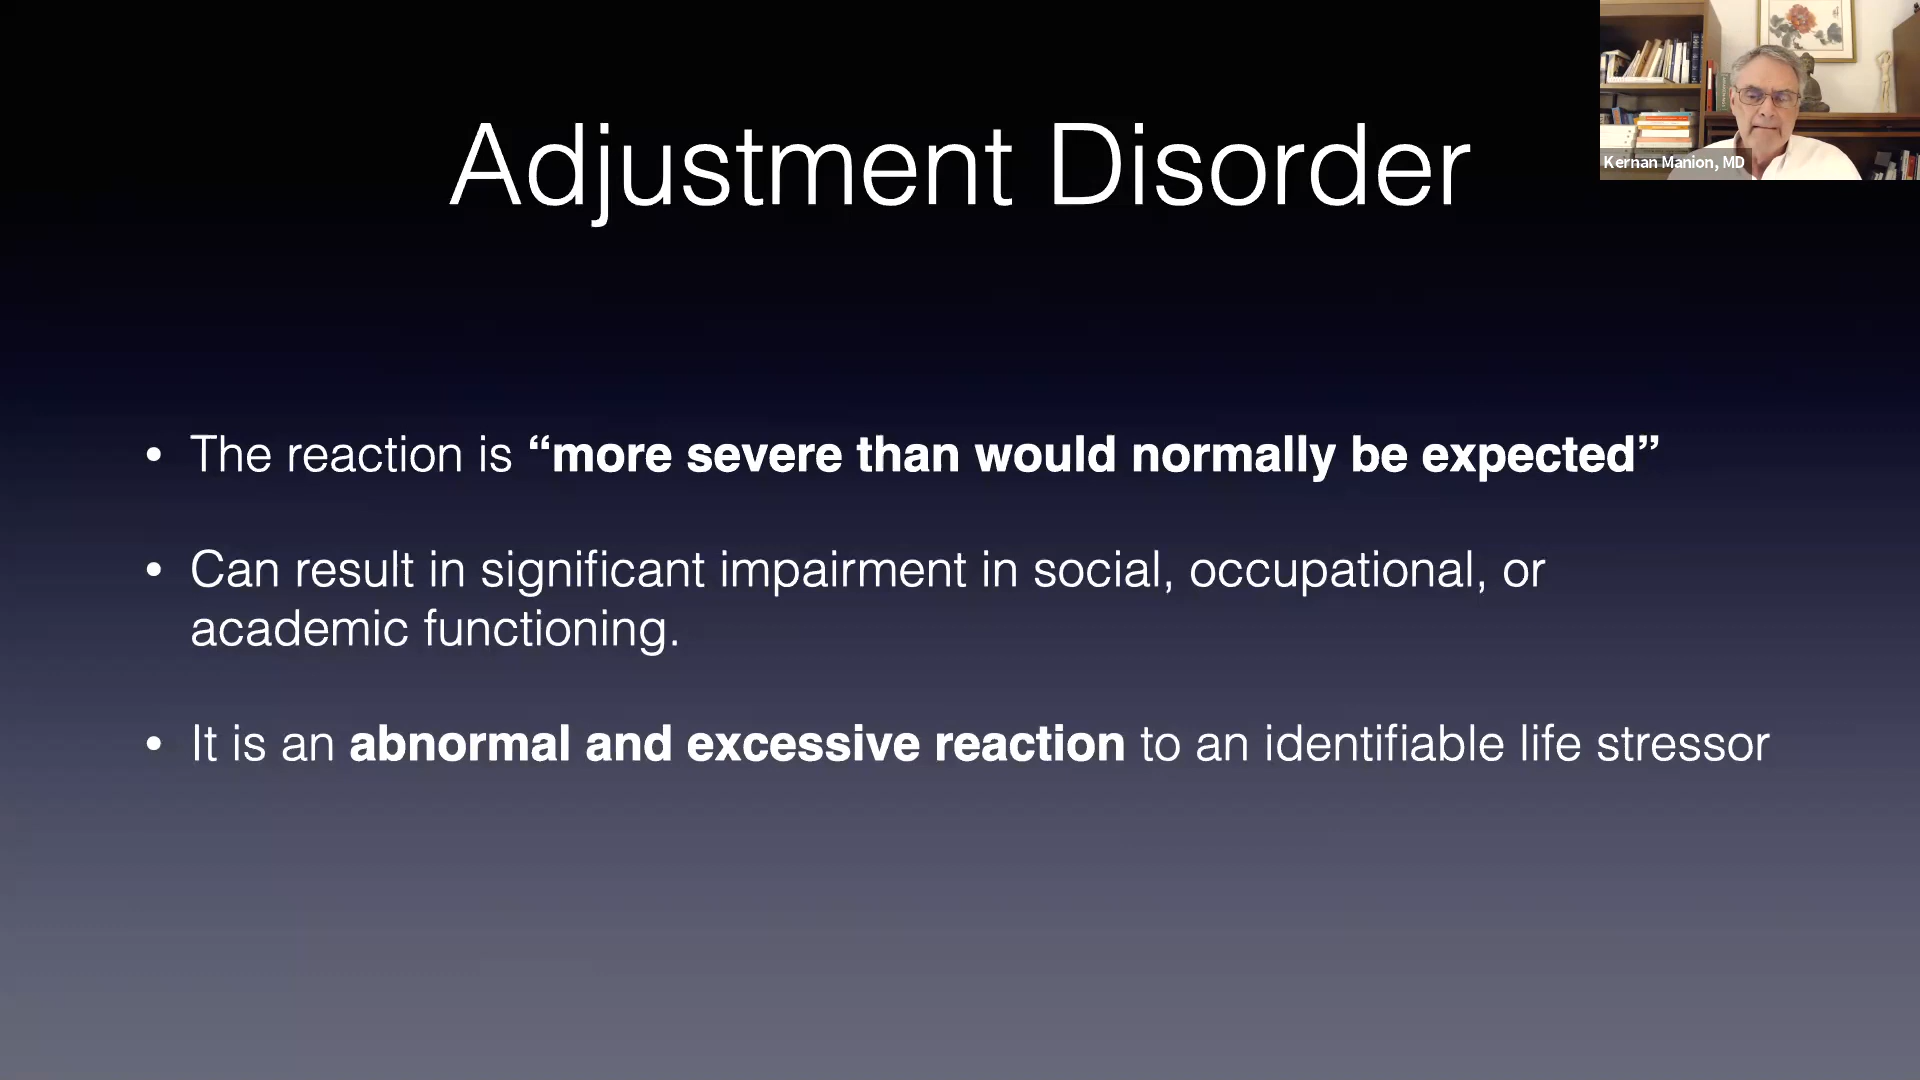 Adjustment Disorder
Kernan Manion, MD
• The reaction is “more severe than would normally be expected”
• Can result in significant impairment in social, occupational, or
academic functioning.
• It is an abnormal and excessive reaction to an identifiable life stressor